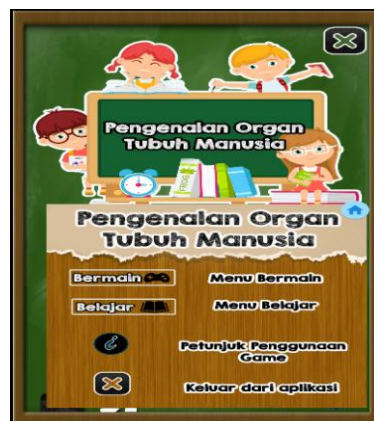 Pengenalan Organ
Tubuh Manusia
Pengenalan Organ
Tubuh Manusia
Bermain Menu Bermain
Belajar Menu Belajar
Petunjuk Penggunaan
Game
Keluar dari aplikasi